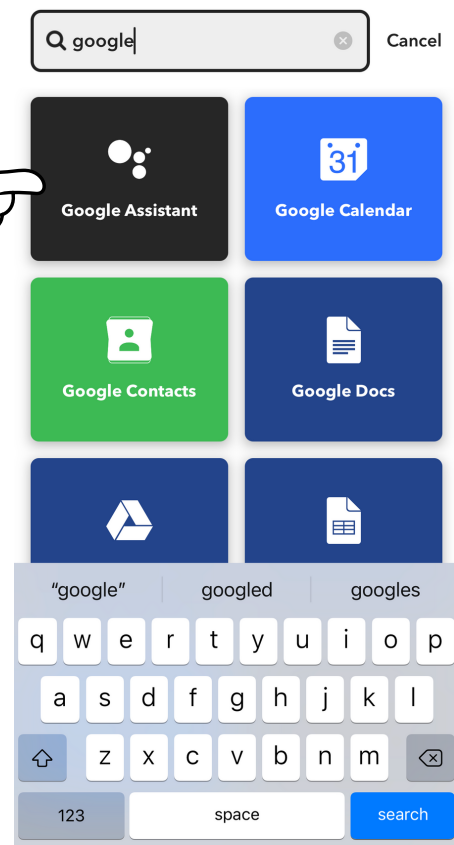 google
Cancel
31
Google Assistant
Google Calendar
Google Contacts
Google Docs
“google”
googled
googles
q w e r t y u i o p
a s d f g h j k l
z x c v b n m
123
space
search